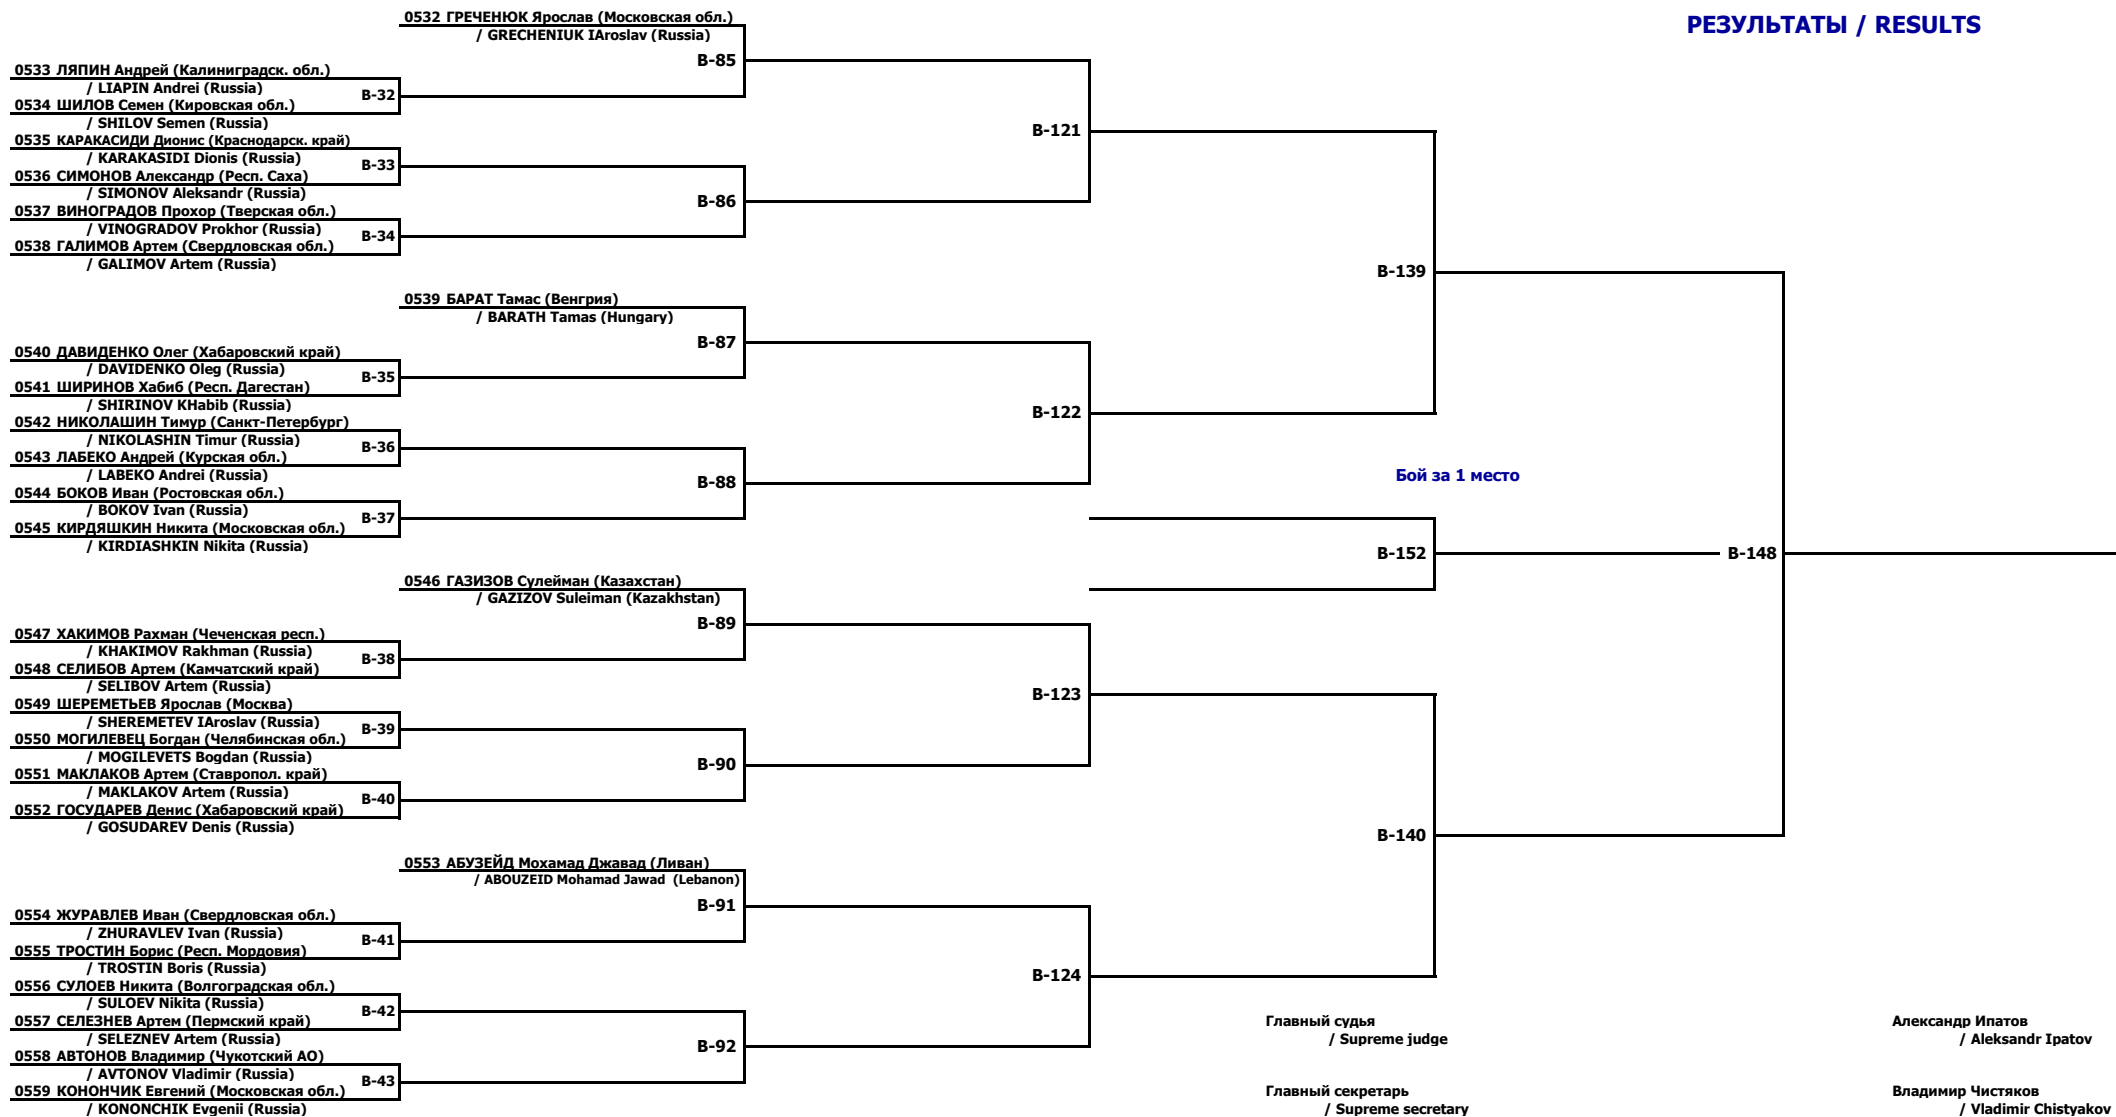 РЕЗУЛЬТАТЫ / RESULTS
0532 ГРЕЧЕНЮК Ярослав (Московская обл.)
/ GRECHENIUK IAroslav (Russia)
B-85
0533 ЛЯПИН Андрей (Калиниградск. обл.)
/ LIAPIN Andrei (Russia)
B-32
0534 ШИЛОВ Семен (Кировская обл.)
/ SHILOV Semen (Russia)
B-121
0535 КАРАКАСИДИ Дионис (Краснодарск. край)
/ KARAKASIDI Dionis (Russia)
B-33
0536 СИМОНОВ Александр (Респ. Саха)
/ SIMONOV Aleksandr (Russia)
B-86
0537 ВИНОГРАДОВ Прохор (Тверская обл.)
/ VINOGRADOV Prokhor (Russia)
B-34
0538 ГАЛИМОВ Артем (Свердловская обл.)
/ GALIMOV Artem (Russia)
B-139
0539 БАРАТ Тамас (Венгрия)
/ BARATH Tamas (Hungary)
B-87
0540 ДАВИДЕНКО Олег (Хабаровский край)
/ DAVIDENKO Oleg (Russia)
B-35
0541 ШИРИНОВ Хабиб (Респ. Дагестан)
/ SHIRINOV KHabib (Russia)
B-122
0542 НИКОЛАШИН Тимур (Санкт-Петербург)
/ NIKOLASHIN Timur (Russia)
B-36
0543 ЛАБЕКО Андрей (Курская обл.)
/ LABEKO Andrei (Russia)
B-88
Бой за 1 место
0544 БОКОВ Иван (Ростовская обл.)
/ BOKOV Ivan (Russia)
B-37
0545 КИРДЯШКИН Никита (Московская обл.)
/ KIRDIASHKIN Nikita (Russia)
B-152
B-148
0546 ГАЗИЗОВ Сулейман (Казахстан)
/ GAZIZOV Suleiman (Kazakhstan)
B-89
0547 ХАКИМОВ Рахман (Чеченская респ.)
/ KHAKIMOV Rakhman (Russia)
B-38
0548 СЕЛИБОВ Артем (Камчатский край)
/ SELIBOV Artem (Russia)
B-123
0549 ШЕРЕМЕТЬЕВ Ярослав (Москва)
/ SHEREMETEV IAroslav (Russia)
B-39
0550 МОГИЛЕВЕЦ Богдан (Челябинская обл.)
/ MOGILEVETS Bogdan (Russia)
B-90
0551 МАКЛАКОВ Артем (Ставропол. край)
/ MAKLAKOV Artem (Russia)
B-40
0552 ГОСУДАРЕВ Денис (Хабаровский край)
/ GOSUDAREV Denis (Russia)
B-140
0553 АБУЗЕЙД Мохамад Джавад (Ливан)
/ ABOUZEID Mohamad Jawad (Lebanon)
B-91
0554 ЖУРАВЛЕВ Иван (Свердловская обл.)
/ ZHURAVLEV Ivan (Russia)
B-41
0555 ТРОСТИН Борис (Респ. Мордовия)
/ TROSTIN Boris (Russia)
B-124
0556 СУЛОЕВ Никита (Волгоградская обл.)
/ SULOEV Nikita (Russia)
B-42
0557 СЕЛЕЗНЕВ Артем (Пермский край)
/ SELEZNEV Artem (Russia)
B-92
0558 АВТОНОВ Владимир (Чукотский АО)
/ AVTONOV Vladimir (Russia)
B-43
0559 КОНОНЧИК Евгений (Московская обл.)
/ KONONCHIK Evgenii (Russia)
Главный судья
/ Supreme judge
Александр Ипатов
/ Aleksandr Ipatov
Главный секретарь
/ Supreme secretary
Владимир Чистяков
/ Vladimir Chistyakov